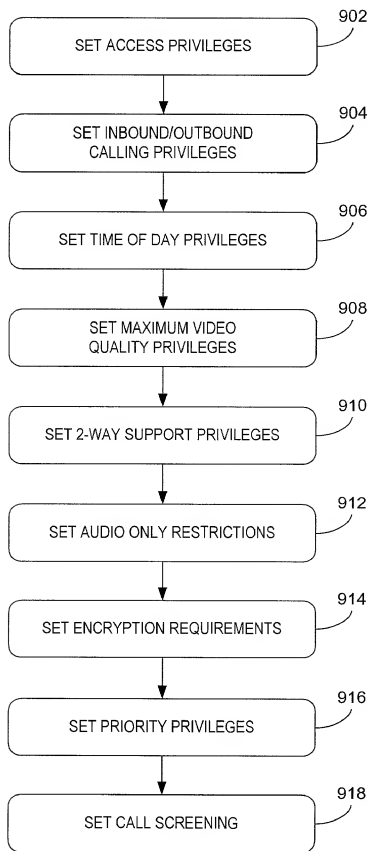 902
SET ACCESS PRIVILEGES
904
SET INBOUND/OUTBOUND
CALLING PRIVILEGES
906
SET TIME OF DAY PRIVILEGES
908
SET MAXIMUM VIDEO
QUALITY PRIVILEGES
910
SET 2-WAY SUPPORT PRIVILEGES
912
SET AUDIO ONLY RESTRICTIONS
914
SET ENCRYPTION REQUIREMENTS
916
SET PRIORITY PRIVILEGES
918
SET CALL SCREENING